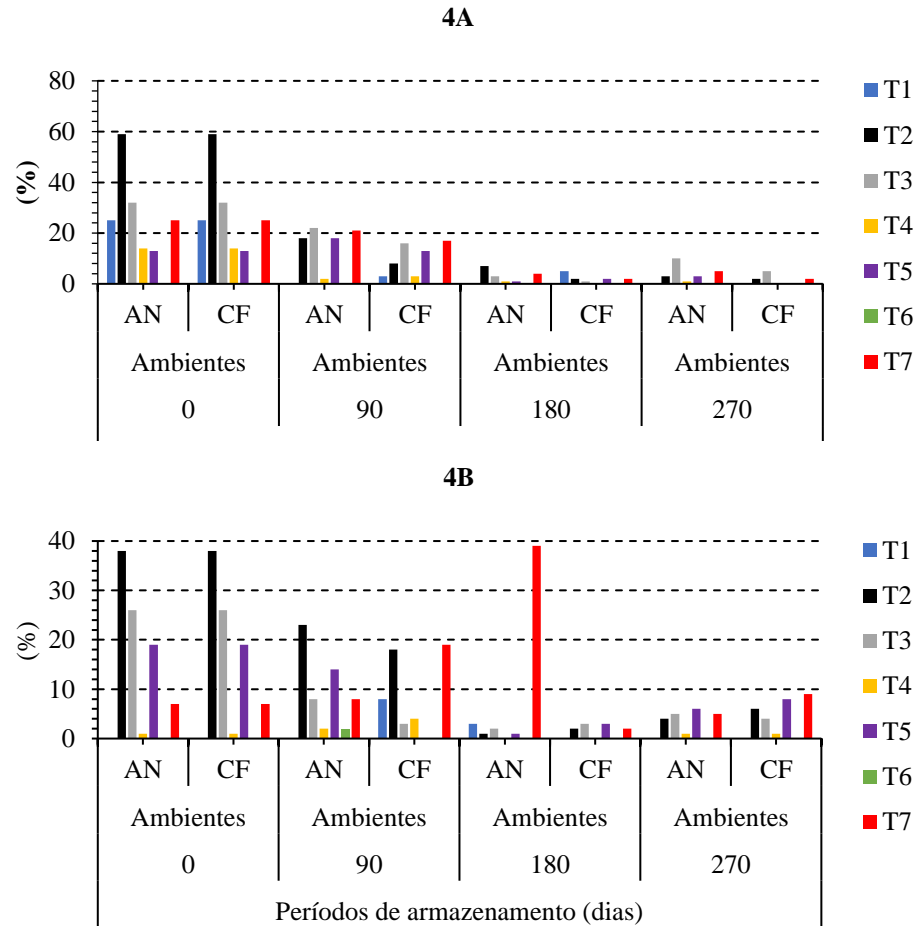 4A
80
60
40
20
0
(%)
AN CF AN CF AN CF AN CF
Ambientes Ambientes Ambientes Ambientes
0 90 180 270
T1
T2
T3
T4
T5
T6
T7
4B
40
30
20
10
0
(%)
AN CF AN CF AN CF AN CF
Ambientes Ambientes Ambientes Ambientes
0 90 180 270
Períodos de armazenamento (dias)
T1
T2
T3
T4
T5
T6
T7